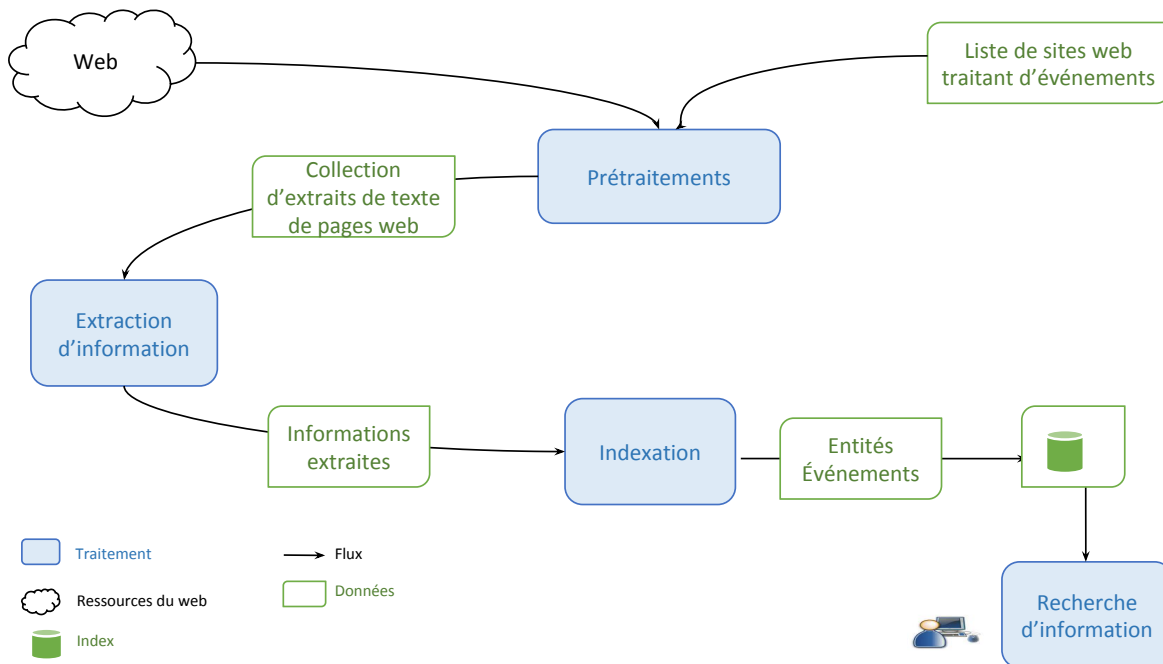 Web
Liste de sites web
traitant d’événements
Prétraitements
Collection
d’extraits de texte
de pages web
Extraction
d’information
Informations
extraites
Indexation
Entités
Événements
Traitement
Flux
Ressources du web
Données
Index
Recherche
d’information